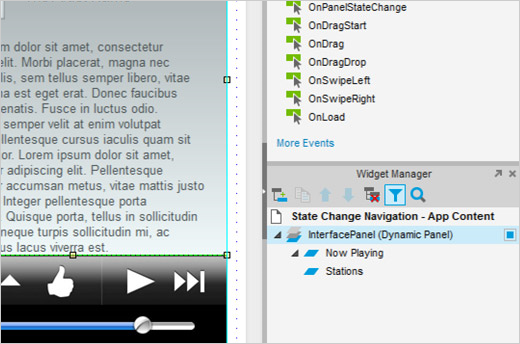 m dolor sit amet, consectetur
elit. Morbi placerat, magna nec
lis, sem tellus semper libero, vitae
na est eget erat. Donec faucibus
enatis. Fusce in luctus odio.
semper velit at enim volutpat
llentesque cursus iaculis quam sit
or. Lorem ipsum dolor sit amet,
r adipiscing elit. Pellentesque
accumsan metus, vitae mattis justo
Integer pellentesque porta
Quisque porta, tellus in sollicitudin
neque turpis sollicitudin mi, ac
us lacus viverra est.
OnPanelStateChange
OnDragStart
OnDrag
OnDragDrop
OnSwipeLeft
OnSwipeRight
OnLoad
More Events
Widget Manager
State Change Navigation - App Content
InterfacePanel (Dynamic Panel)
Now Playing
Stations